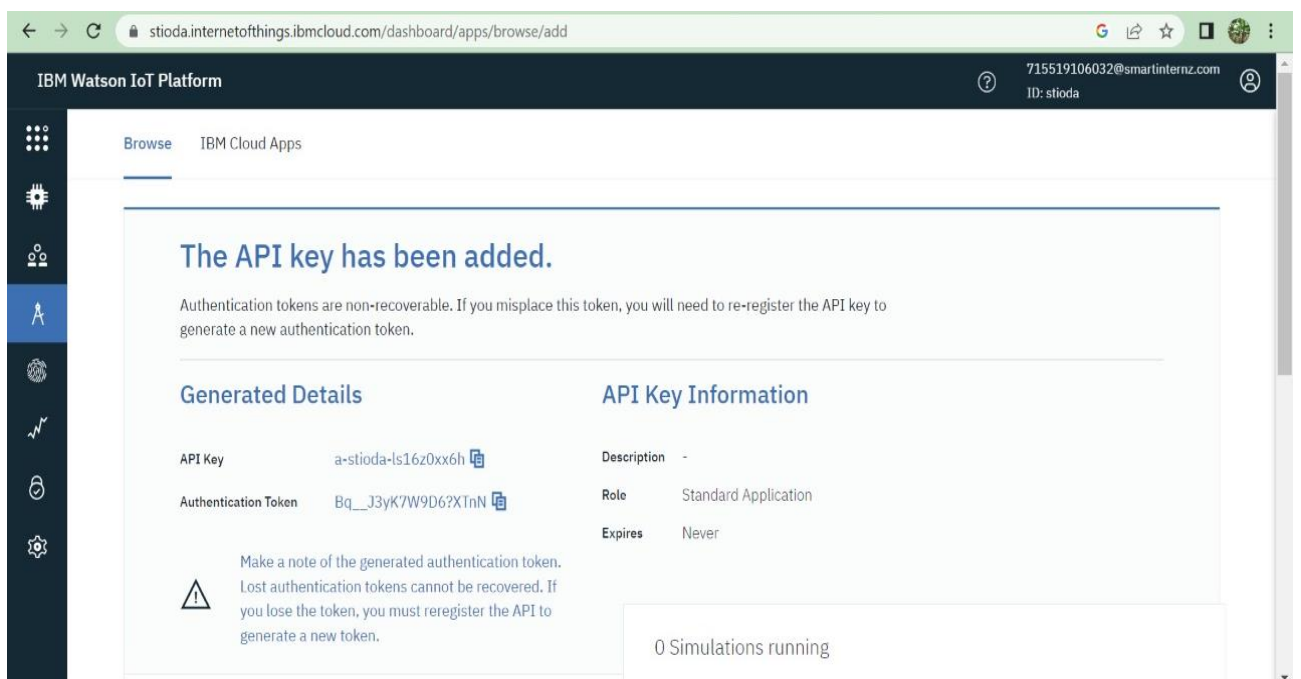 stioda.internetofthings.ibmcloud.com/dashboard/apps/browse/add
IBM Watson IoT Platform
715519106032@smartinternz.com
ID: stioda
Browse IBM Cloud Apps
The API key has been added.
Authentication tokens are non-recoverable. If you misplace this token, you will need to re-register the API key to
generate a new authentication token.
Generated Details
API Key a-stioda-ls16z0xx6h
Authentication Token Bq__J3yK7W9D6?XTnN
Make a note of the generated authentication token.
Lost authentication tokens cannot be recovered. If
you lose the token, you must reregister the API to
generate a new token.
API Key Information
Description -
Role Standard Application
Expires Never
0 Simulations running